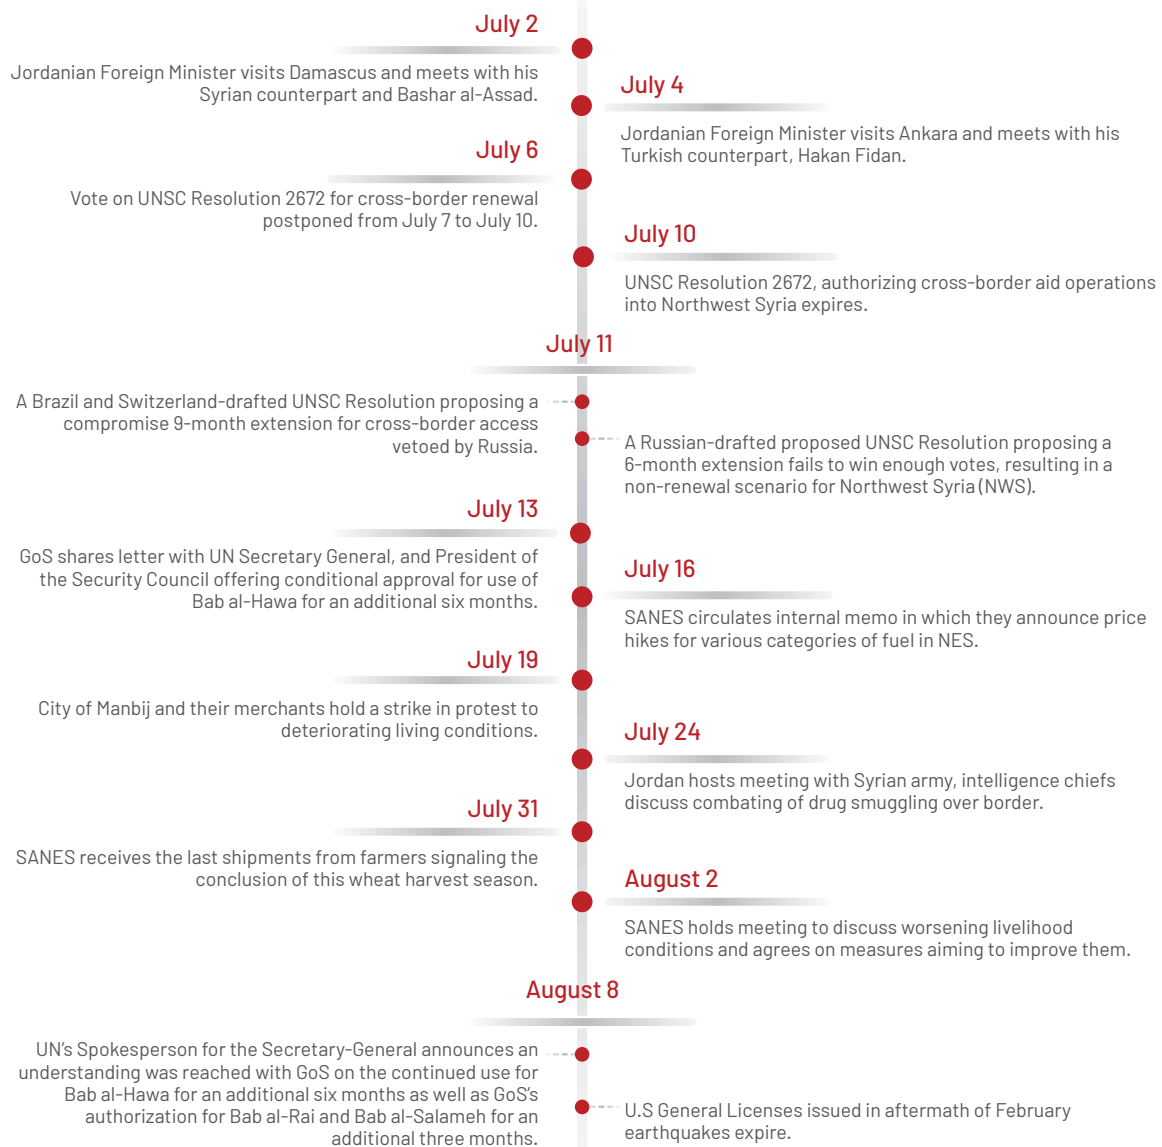 July 2
Jordanian Foreign Minister visits Damascus and meets with his
Syrian counterpart and Bashar al-Assad.
July 4
Jordanian Foreign Minister visits Ankara and meets with his
Turkish counterpart, Hakan Fidan.
July 6
Vote on UNSC Resolution 2672 for cross-border renewal
postponed from July 7 to July 10.
July 10
UNSC Resolution 2672, authorizing cross-border aid operations
into Northwest Syria expires.
July 11
A Brazil and Switzerland-drafted UNSC Resolution proposing a
compromise 9-month extension for cross-border access
vetoed by Russia.
A Russian-drafted proposed UNSC Resolution proposing a
6-month extension fails to win enough votes, resulting in a
non-renewal scenario for Northwest Syria (NWS).
July 13
GoS shares letter with UN Secretary General, and President of
the Security Council offering conditional approval for use of
Bab al-Hawa for an additional six months.
July 16
SANES circulates internal memo in which they announce price
hikes for various categories of fuel in NES.
July 19
City of Manbij and their merchants hold a strike in protest to
deteriorating living conditions.
July 24
Jordan hosts meeting with Syrian army, intelligence chiefs
discuss combating of drug smuggling over border.
July 31
SANES receives the last shipments from farmers signaling the
conclusion of this wheat harvest season.
August 2
SANES holds meeting to discuss worsening livelihood
conditions and agrees on measures aiming to improve them.
August 8
UN's Spokesperson for the Secretary-General announces an
understanding was reached with GoS on the continued use for
Bab al-Hawa for an additional six months as well as GoS's
authorization for Bab al-Rai and Bab al-Salameh for an
additional three months.
U.S General Licenses issued in aftermath of February
earthquakes expire.